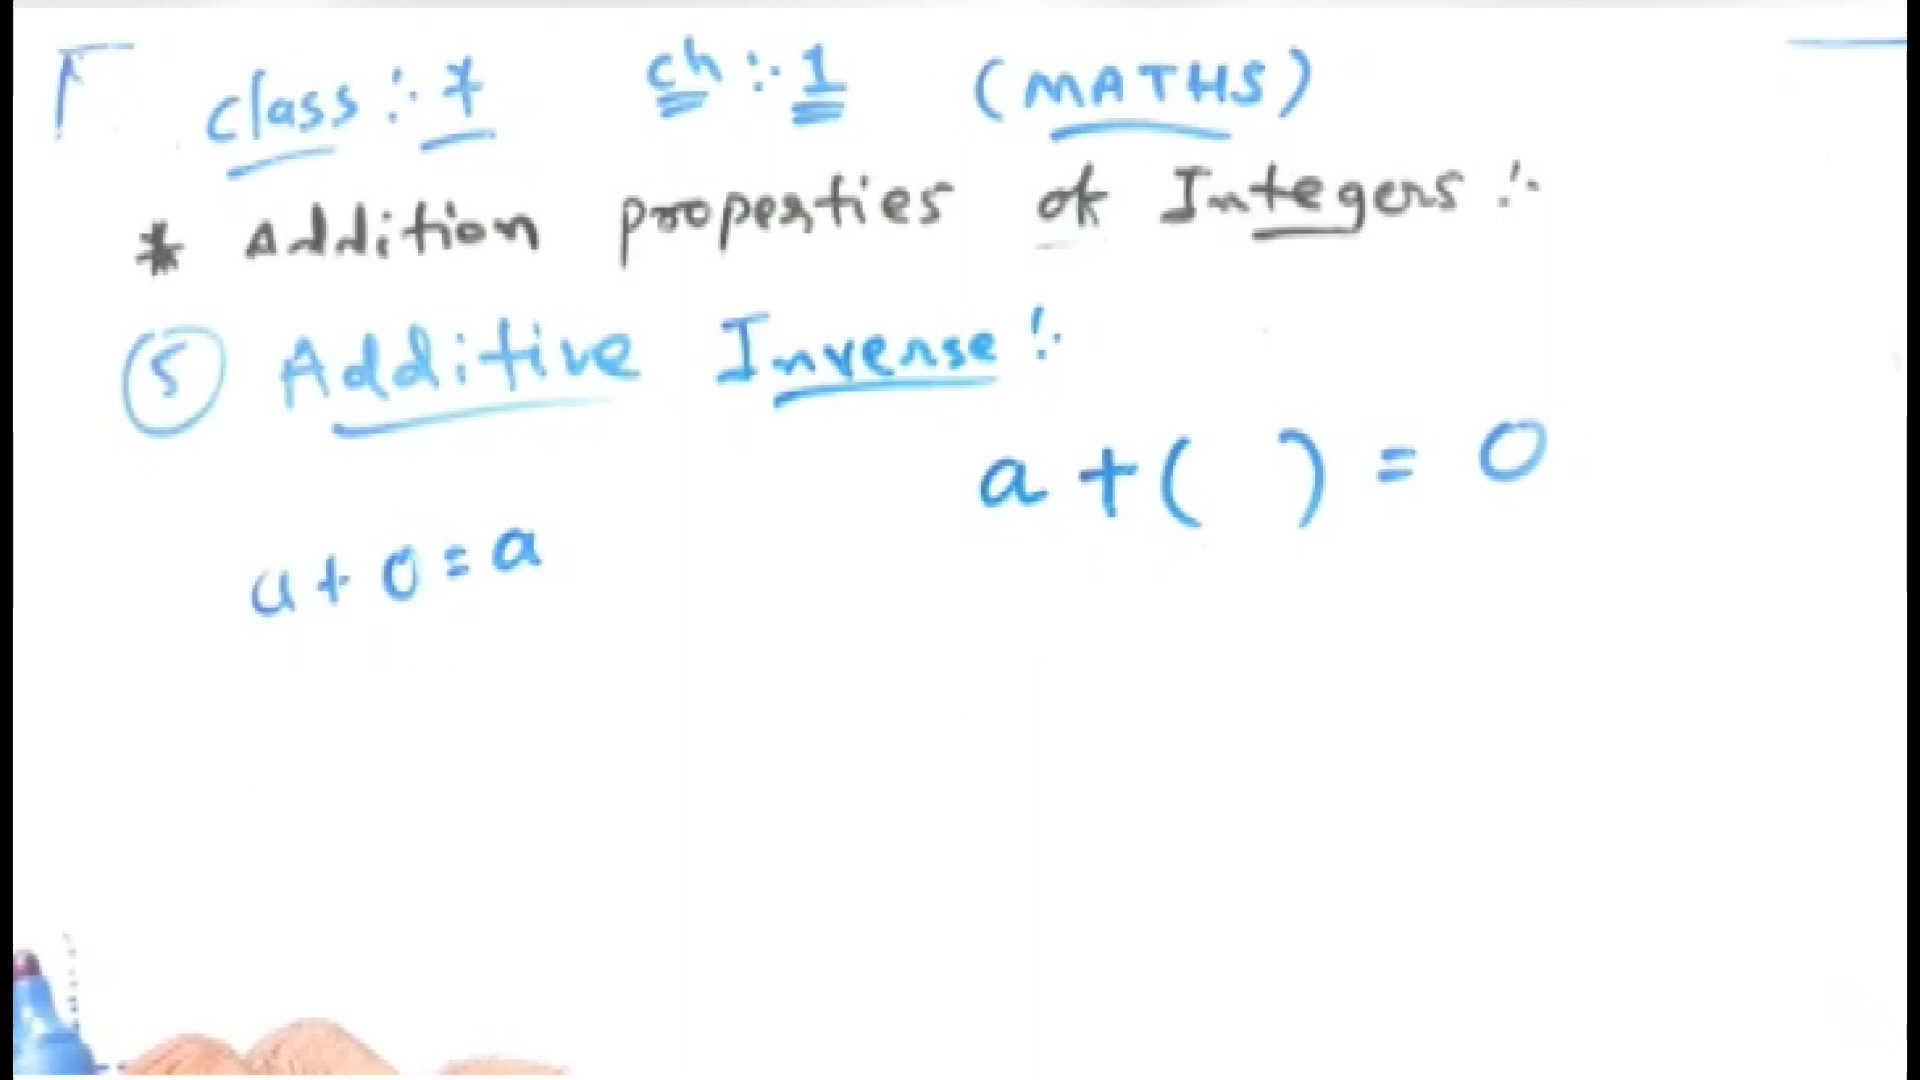 class : 7 ch : 1 (MATHS)
* Addition properties of Integers :
5 Additive Inverse :
a + ( ) = 0
a + 0 = a